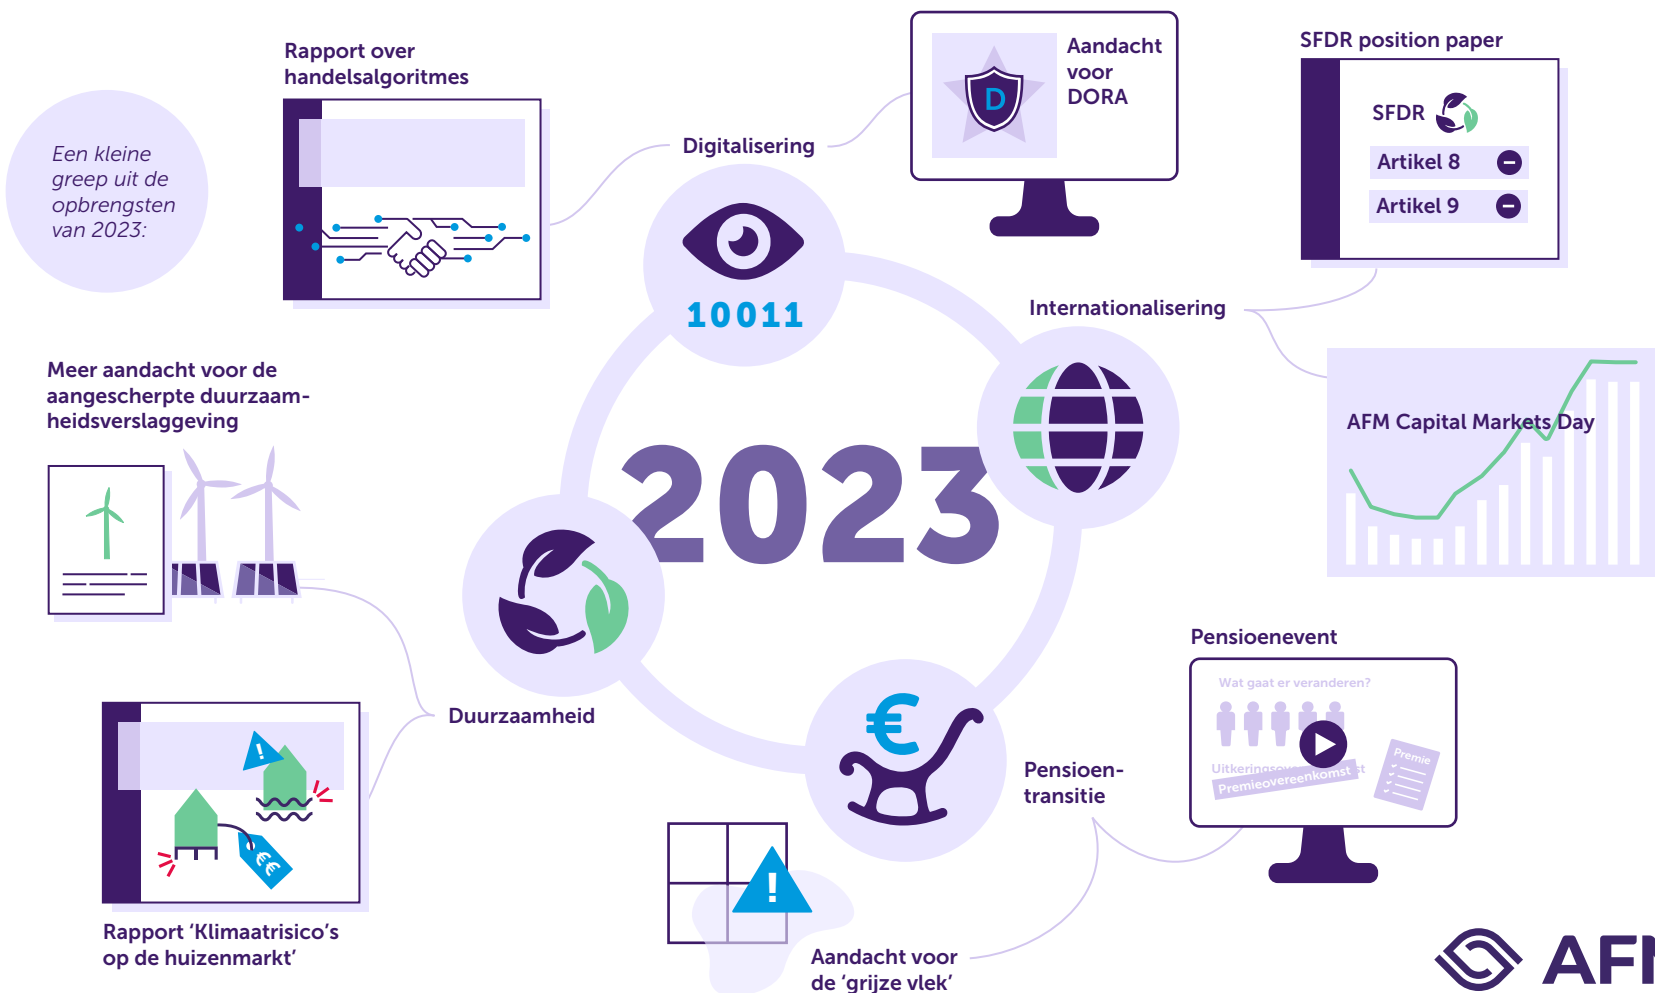 Een kleine
greep uit de
opbrengsten
van 2023:
Rapport over
handelsalgoritmes
Digitalisering
10011
Aandacht
voor
DORA
D
SFDR position paper
SFDR
Artikel 8
Artikel 9
Internationalisering
AFM Capital Markets Day
Meer aandacht voor de
aangescherpte duurzaam-
heidsverslaggeving
2023
Duurzaamheid
!
€€
Rapport ‘Klimaatrisico’s
op de huizenmarkt’
€
Pensioen-
transitie
Pensioenevent
Wat gaat er veranderen?
Premieovereenkomst
Premie
!
Aandacht voor
de ‘grijze vlek’
AFM